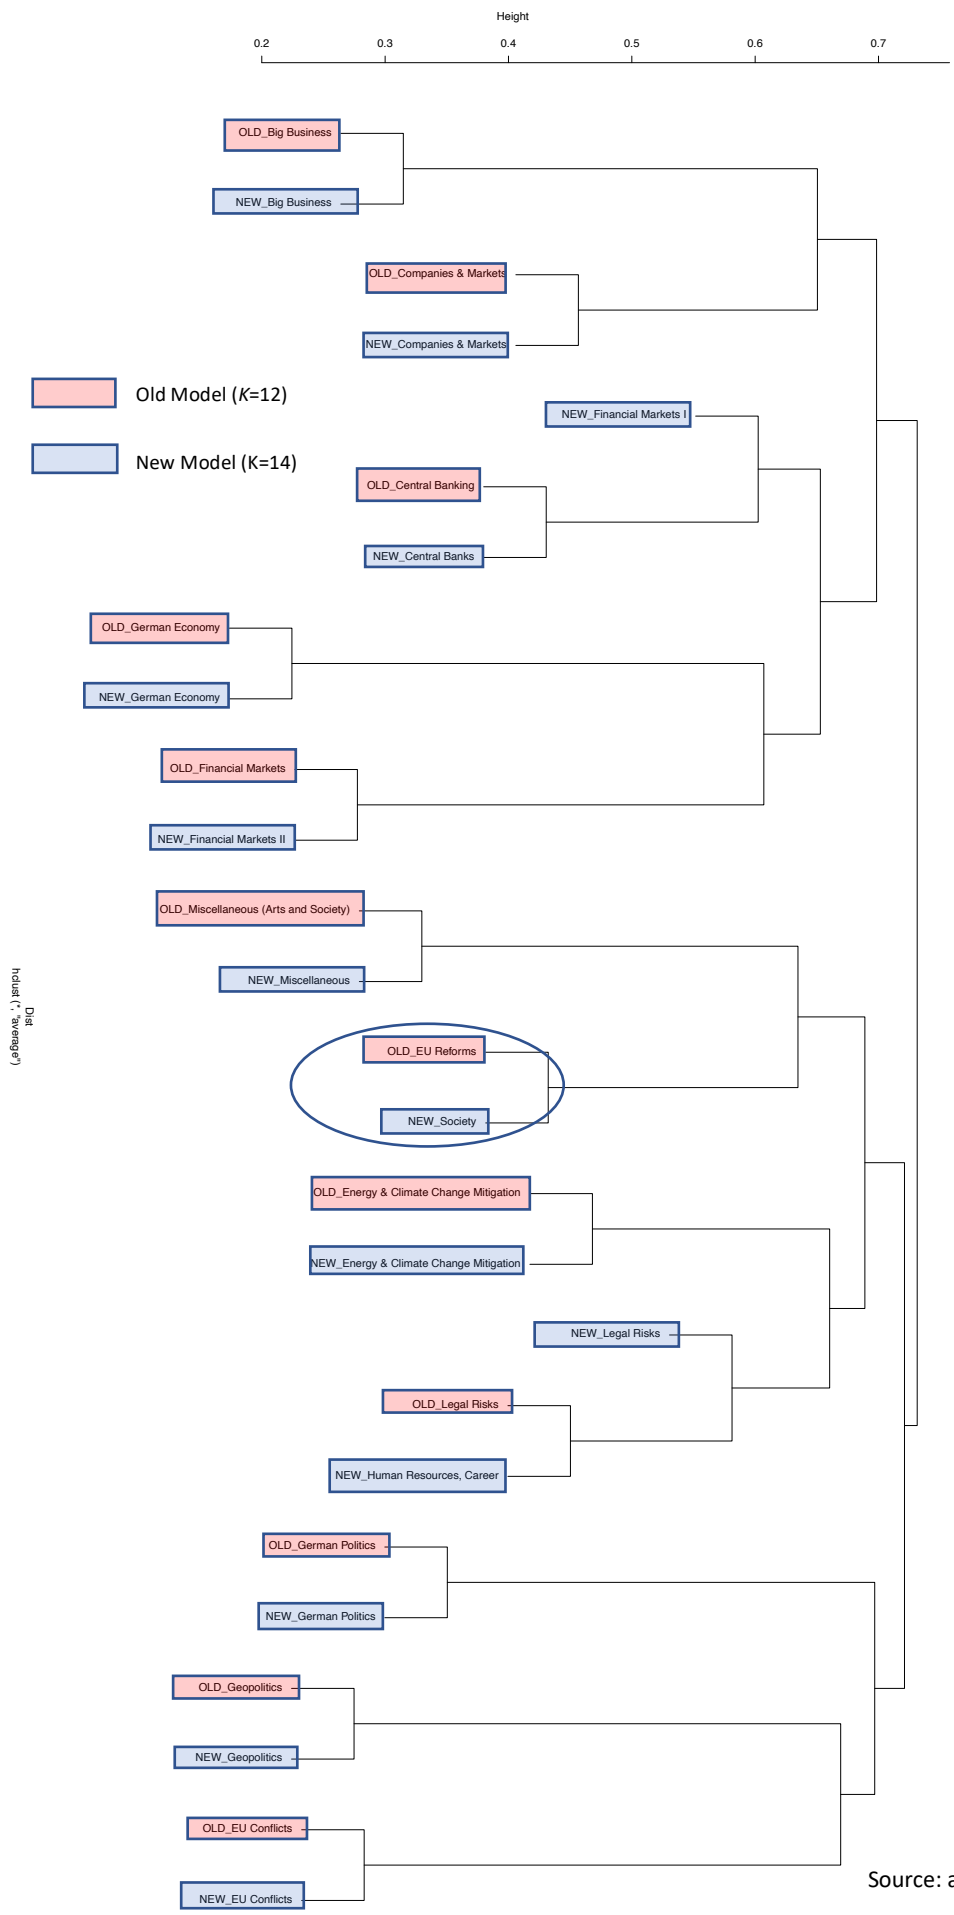 Height
0.2 0.3 0.4 0.5 0.6 0.7
OLD_Big Business
NEW_Big Business
OLD_Companies & Markets
NEW_Companies & Markets
Old Model (K=12)
NEW_Financial Markets I
New Model (K=14)
OLD_Central Banking
NEW_Central Banks
OLD_German Economy
NEW_German Economy
OLD_Financial Markets
NEW_Financial Markets II
OLD_Miscellaneous (Arts and Society)
NEW_Miscellaneous
Dist
hclust (*, "average")
OLD_EU Reforms
NEW_Society
OLD_Energy & Climate Change Mitigation
NEW_Energy & Climate Change Mitigation
NEW_Legal Risks
OLD_Legal Risks
NEW_Human Resources, Career
OLD_German Politics
NEW_German Politics
OLD_Geopolitics
NEW_Geopolitics
OLD_EU Conflicts
Source: a
NEW_EU Conflicts